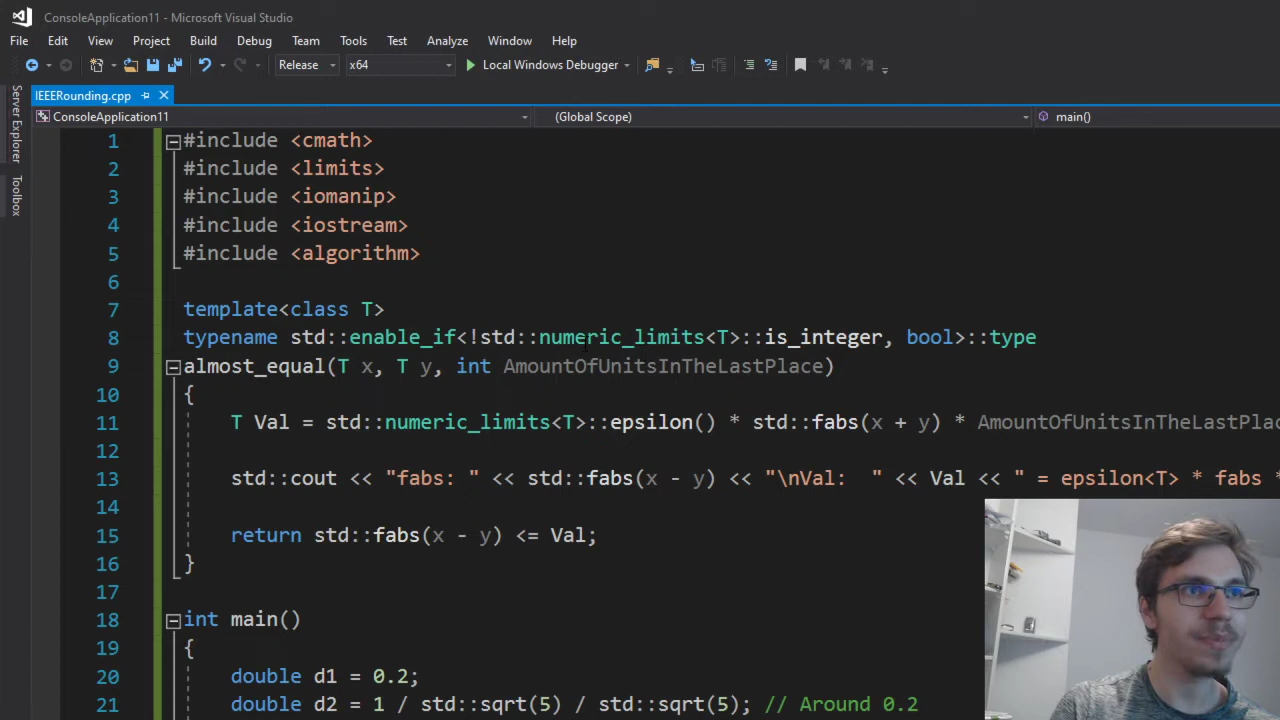 ConsoleApplication11 - Microsoft Visual Studio
File Edit View Project Build Debug Team Tools Test Analyze Window Help
Release x64 Local Windows Debugger
IEEERounding.cpp
ConsoleApplication11 (Global Scope) main()
Server Explorer
Toolbox
1 #include <cmath>
2 #include <limits>
3 #include <iomanip>
4 #include <iostream>
5 #include <algorithm>
6
7 template<class T>
8 typename std::enable_if<!std::numeric_limits<T>::is_integer, bool>::type
9 almost_equal(T x, T y, int AmountOfUnitsInTheLastPlace)
10 {
11 T Val = std::numeric_limits<T>::epsilon() * std::fabs(x + y) * AmountOfUnitsInTheLastPlac
12
13 std::cout << "fabs: " << std::fabs(x - y) << "\nVal:  " << Val << " = epsilon<T> * fabs *
14
15 return std::fabs(x - y) <= Val;
16 }
17
18 int main()
19 {
20 double d1 = 0.2;
21 double d2 = 1 / std::sqrt(5) / std::sqrt(5); // Around 0.2